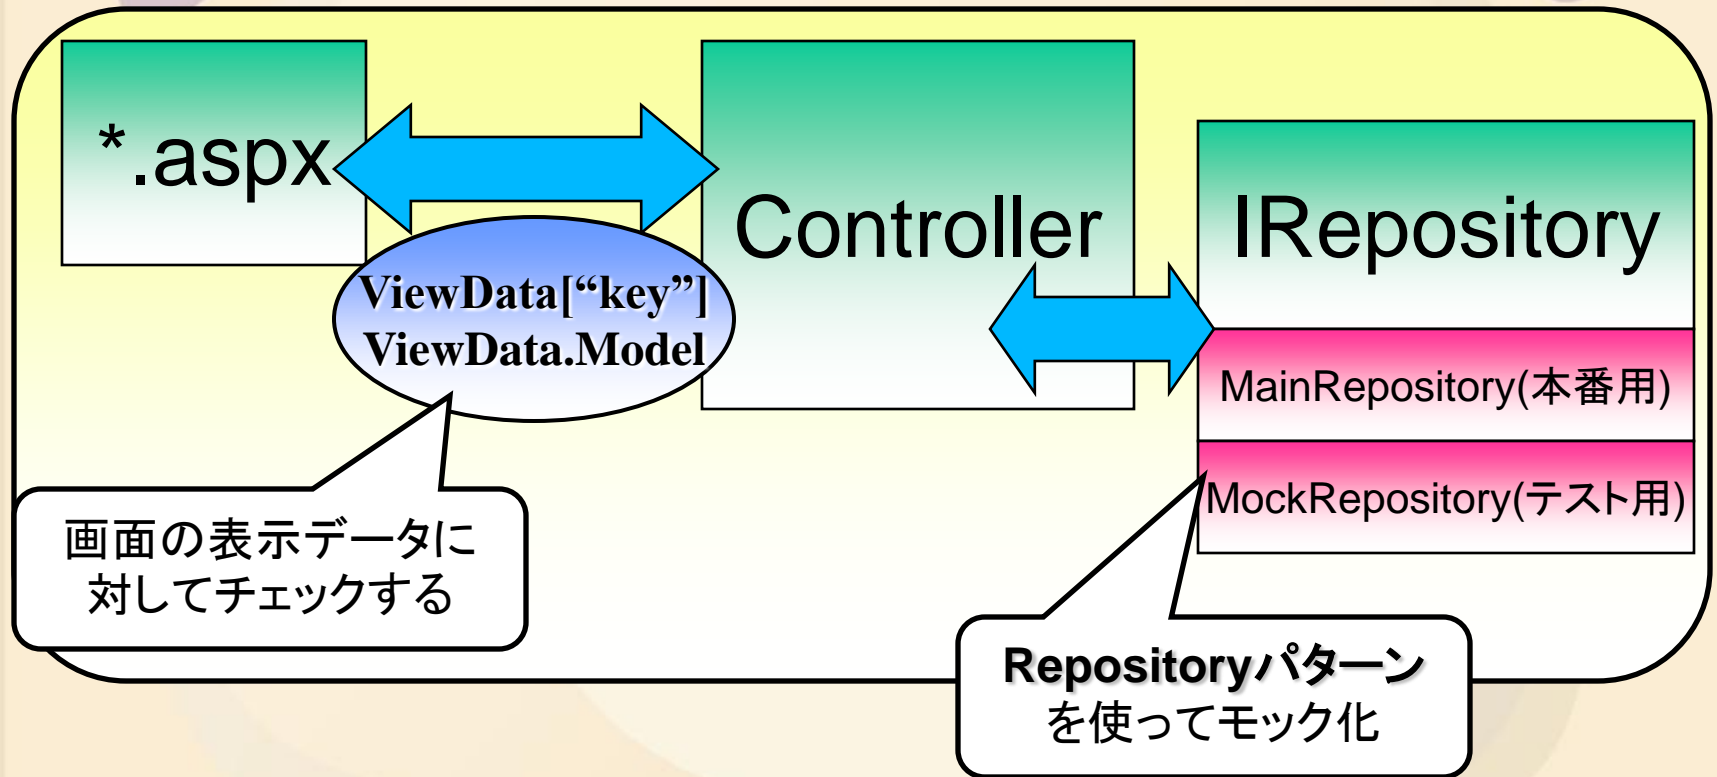 *.aspx
Controller
IRepository
ViewData[“key”]
ViewData.Model
MainRepository(本番用)
MockRepository(テスト用)
画面の表示データに
対してチェックする
Repositoryパターン
を使ってモック化